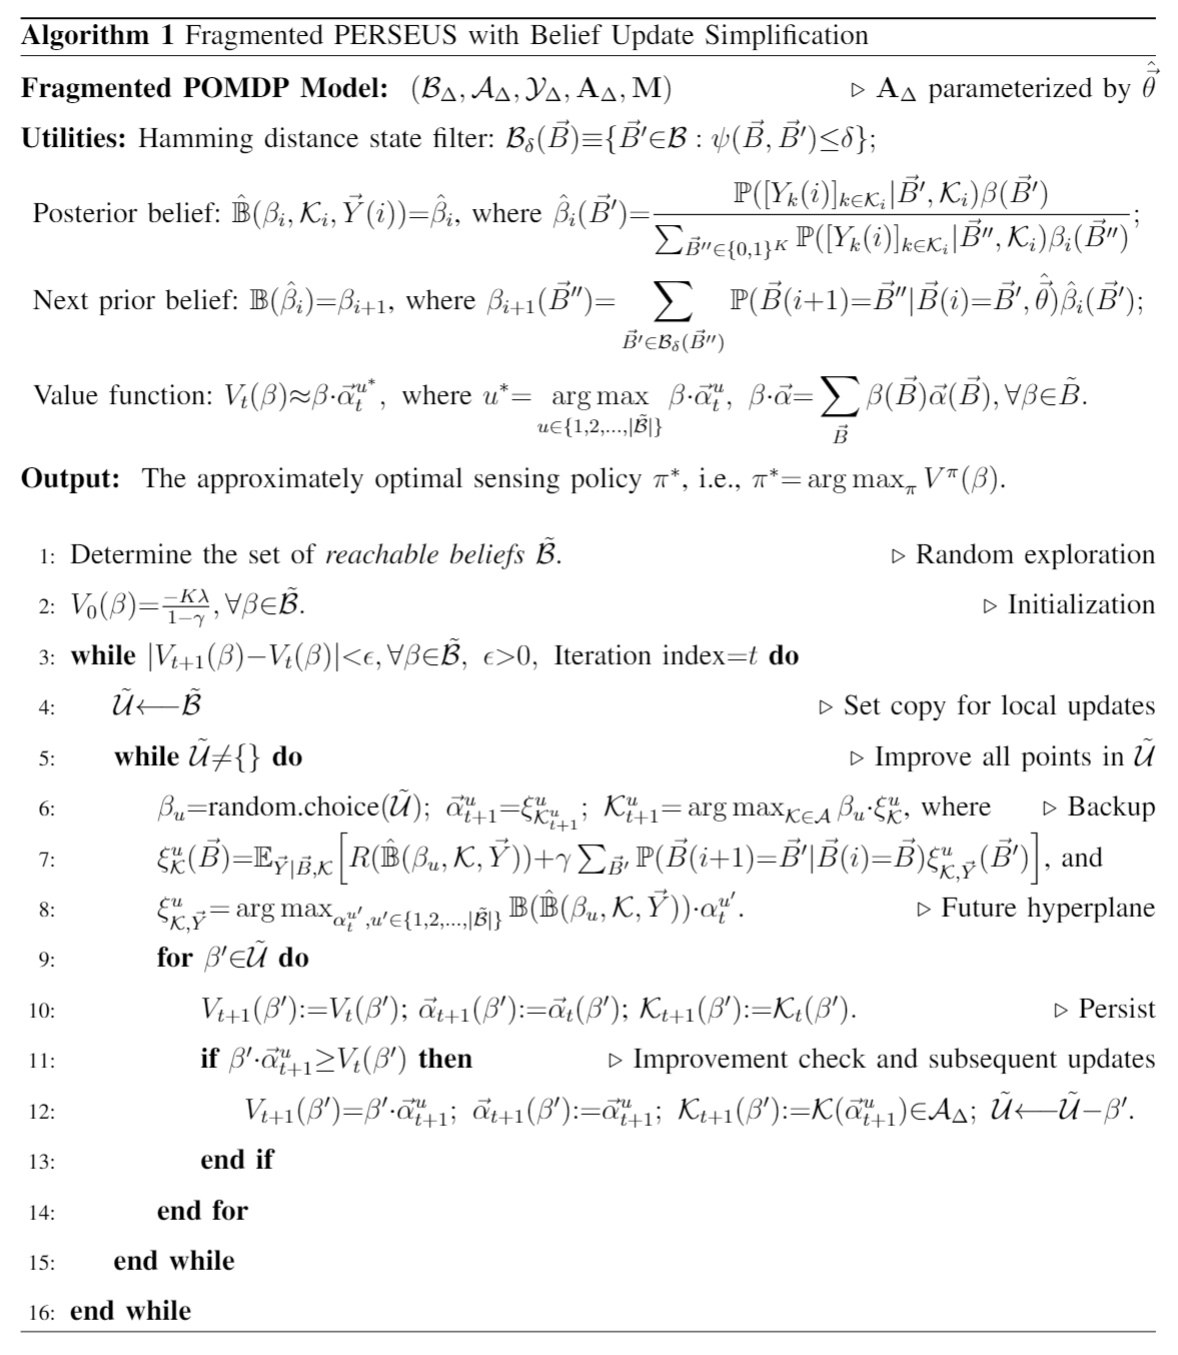 Algorithm 1 Fragmented PERSEUS with Belief Update Simplification
Fragmented POMDP Model: $(\mathcal{B}_\Delta, \mathcal{A}_\Delta, \mathcal{Y}_\Delta, \mathbf{A}_\Delta, \mathbf{M})$ ▷ $\mathbf{A}_\Delta$ parameterized by $\hat{\vec{\theta}}$
Utilities: Hamming distance state filter: $\mathcal{B}_\delta(\vec{B}) \equiv \{\vec{B}' \in \mathcal{B} : \psi(\vec{B}, \vec{B}') \leq \delta\}$;
Posterior belief: $\hat{\mathbb{B}}(\beta_i, \mathcal{K}_i, \vec{Y}(i)) = \hat{\beta}_i$, where $\hat{\beta}_i(\vec{B}') = \frac{\mathbb{P}([Y_k(i)]_{k \in \mathcal{K}_i} | \vec{B}', \mathcal{K}_i) \beta(\vec{B}')}{\sum_{\vec{B}'' \in \{0,1\}^K} \mathbb{P}([Y_k(i)]_{k \in \mathcal{K}_i} | \vec{B}'', \mathcal{K}_i) \beta_i(\vec{B}'')}$;
Next prior belief: $\mathbb{B}(\hat{\beta}_i) = \beta_{i+1}$, where $\beta_{i+1}(\vec{B}'') = \sum_{\vec{B}' \in \mathcal{B}_\delta(\vec{B}'')} \mathbb{P}(\vec{B}(i+1) = \vec{B}'' | \vec{B}(i) = \vec{B}', \hat{\vec{\theta}}) \hat{\beta}_i(\vec{B}')$;
Value function: $V_t(\beta) \approx \beta \cdot \vec{\alpha}_t^{u^*}$, where $u^* = \arg\max_{u \in \{1,2,\ldots,|\tilde{\mathcal{B}}|\}} \beta \cdot \vec{\alpha}_t^u$, $\beta \cdot \vec{\alpha} = \sum_{\vec{B}} \beta(\vec{B}) \vec{\alpha}(\vec{B}), \forall \beta \in \tilde{B}$.
Output: The approximately optimal sensing policy $\pi^*$, i.e., $\pi^* = \arg\max_\pi V^\pi(\beta)$.
1: Determine the set of reachable beliefs $\tilde{\mathcal{B}}$. ▷ Random exploration
2: $V_0(\beta) = \frac{-K\lambda}{1-\gamma}, \forall \beta \in \tilde{\mathcal{B}}$. ▷ Initialization
3: while $|V_{t+1}(\beta) - V_t(\beta)| < \epsilon, \forall \beta \in \tilde{\mathcal{B}}, \ \epsilon > 0$, Iteration index=$t$ do
4: $\tilde{\mathcal{U}} \longleftarrow \tilde{\mathcal{B}}$ ▷ Set copy for local updates
5: while $\tilde{\mathcal{U}} \neq \{\}$ do ▷ Improve all points in $\tilde{\mathcal{U}}$
6: $\beta_u$=random.choice($\tilde{\mathcal{U}}$); $\vec{\alpha}_{t+1}^u = \xi_{\mathcal{K}_{t+1}^u}^u$; $\mathcal{K}_{t+1}^u = \arg\max_{\mathcal{K} \in \mathcal{A}} \beta_u \cdot \xi_{\mathcal{K}}^u$, where ▷ Backup
7: $\xi_{\mathcal{K}}^u(\vec{B}) = \mathbb{E}_{\vec{Y}|\vec{B},\mathcal{K}} \left[ R(\hat{\mathbb{B}}(\beta_u, \mathcal{K}, \vec{Y})) + \gamma \sum_{\vec{B}'} \mathbb{P}(\vec{B}(i+1) = \vec{B}' | \vec{B}(i) = \vec{B}) \xi_{\mathcal{K},\vec{Y}}^u(\vec{B}') \right]$, and
8: $\xi_{\mathcal{K},\vec{Y}}^u = \arg\max_{\alpha_t^{u'}, u' \in \{1,2,\ldots,|\tilde{\mathcal{B}}|\}} \mathbb{B}(\hat{\mathbb{B}}(\beta_u, \mathcal{K}, \vec{Y})) \cdot \alpha_t^{u'}$. ▷ Future hyperplane
9: for $\beta' \in \tilde{\mathcal{U}}$ do
10: $V_{t+1}(\beta') := V_t(\beta')$; $\vec{\alpha}_{t+1}(\beta') := \vec{\alpha}_t(\beta')$; $\mathcal{K}_{t+1}(\beta') := \mathcal{K}_t(\beta')$. ▷ Persist
11: if $\beta' \cdot \vec{\alpha}_{t+1}^u \geq V_t(\beta')$ then ▷ Improvement check and subsequent updates
12: $V_{t+1}(\beta') = \beta' \cdot \vec{\alpha}_{t+1}^u$; $\vec{\alpha}_{t+1}(\beta') := \vec{\alpha}_{t+1}^u$; $\mathcal{K}_{t+1}(\beta') := \mathcal{K}(\vec{\alpha}_{t+1}^u) \in \mathcal{A}_\Delta$; $\tilde{\mathcal{U}} \longleftarrow \tilde{\mathcal{U}} - \beta'$.
13: end if
14: end for
15: end while
16: end while